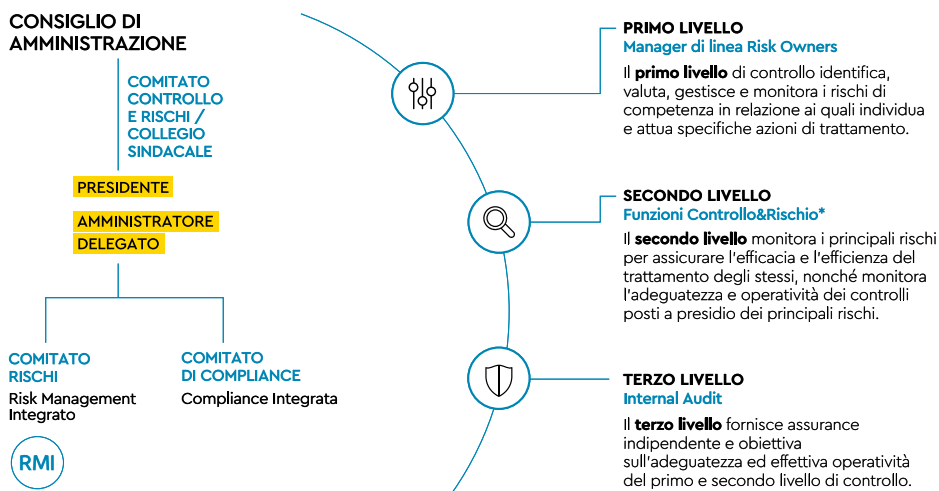 CONSIGLIO DI
AMMINISTRAZIONE
COMITATO
CONTROLLO
E RISCHI /
COLLEGIO
SINDACALE
PRESIDENTE
AMMINISTRATORE
DELEGATO
COMITATO
RISCHI
Risk Management
Integrato
RMI
COMITATO
DI COMPLIANCE
Compliance Integrata
PRIMO LIVELLO
Manager di linea Risk Owners
Il primo livello di controllo identifica,
valuta, gestisce e monitora i rischi di
competenza in relazione ai quali individua
e attua specifiche azioni di trattamento.
SECONDO LIVELLO
Funzioni Controllo&Rischio*
Il secondo livello monitora i principali rischi
per assicurare l'efficacia e l'efficienza del
trattamento degli stessi, nonché monitora
l'adeguatezza e operatività dei controlli
posti a presidio dei principali rischi.
TERZO LIVELLO
Internal Audit
Il terzo livello fornisce assurance
indipendente e obiettiva
sull'adeguatezza ed effettiva operatività
del primo e secondo livello di controllo.